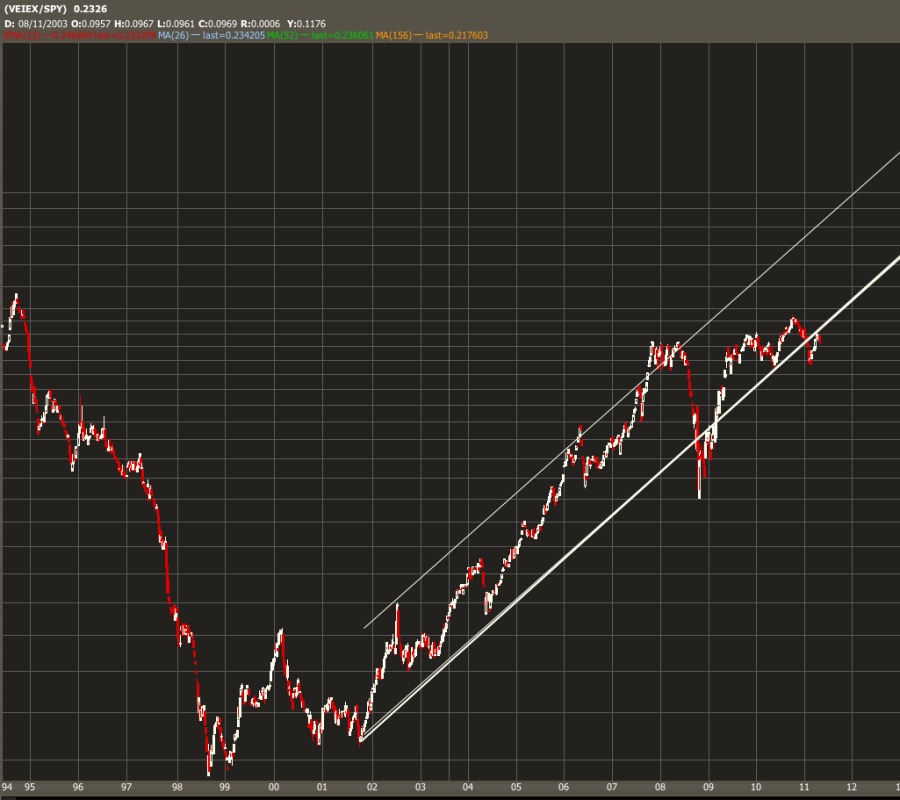 (VEIEX/SPY) 0.2326
D: 08/11/2003 O:0.0957 H:0.0967 L:0.0961 C:0.0969 R:0.0006 Y:0.1176
MA(26) — last=0.234205 MA(52) — last=0.236061 MA(156) — last=0.217603
94 95 96 97 98 99 00 01 02 03 04 05 06 07 08 09 10 11 12